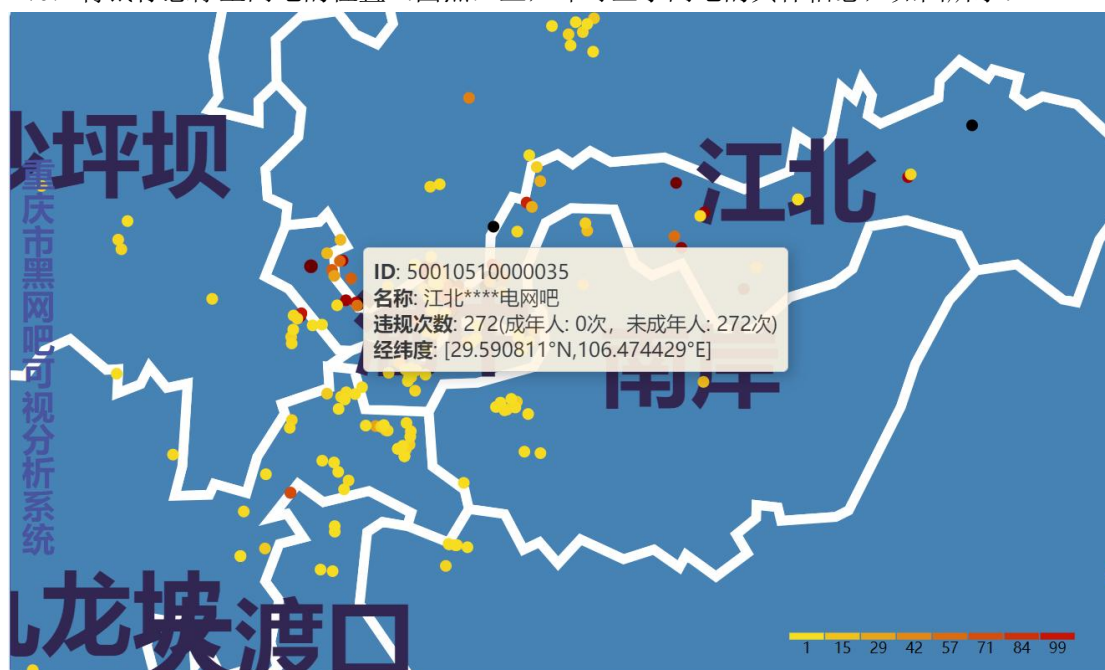 坪坝
江北
重庆市黑网吧可视分析系统
ID: 50010510000035
名称: 江北****电网吧
违规次数: 272(成年人: 0次，未成年人: 272次)
经纬度: [29.590811°N,106.474429°E]
南岸
龙坡
大渡口
1 15 29 42 57 71 84 99